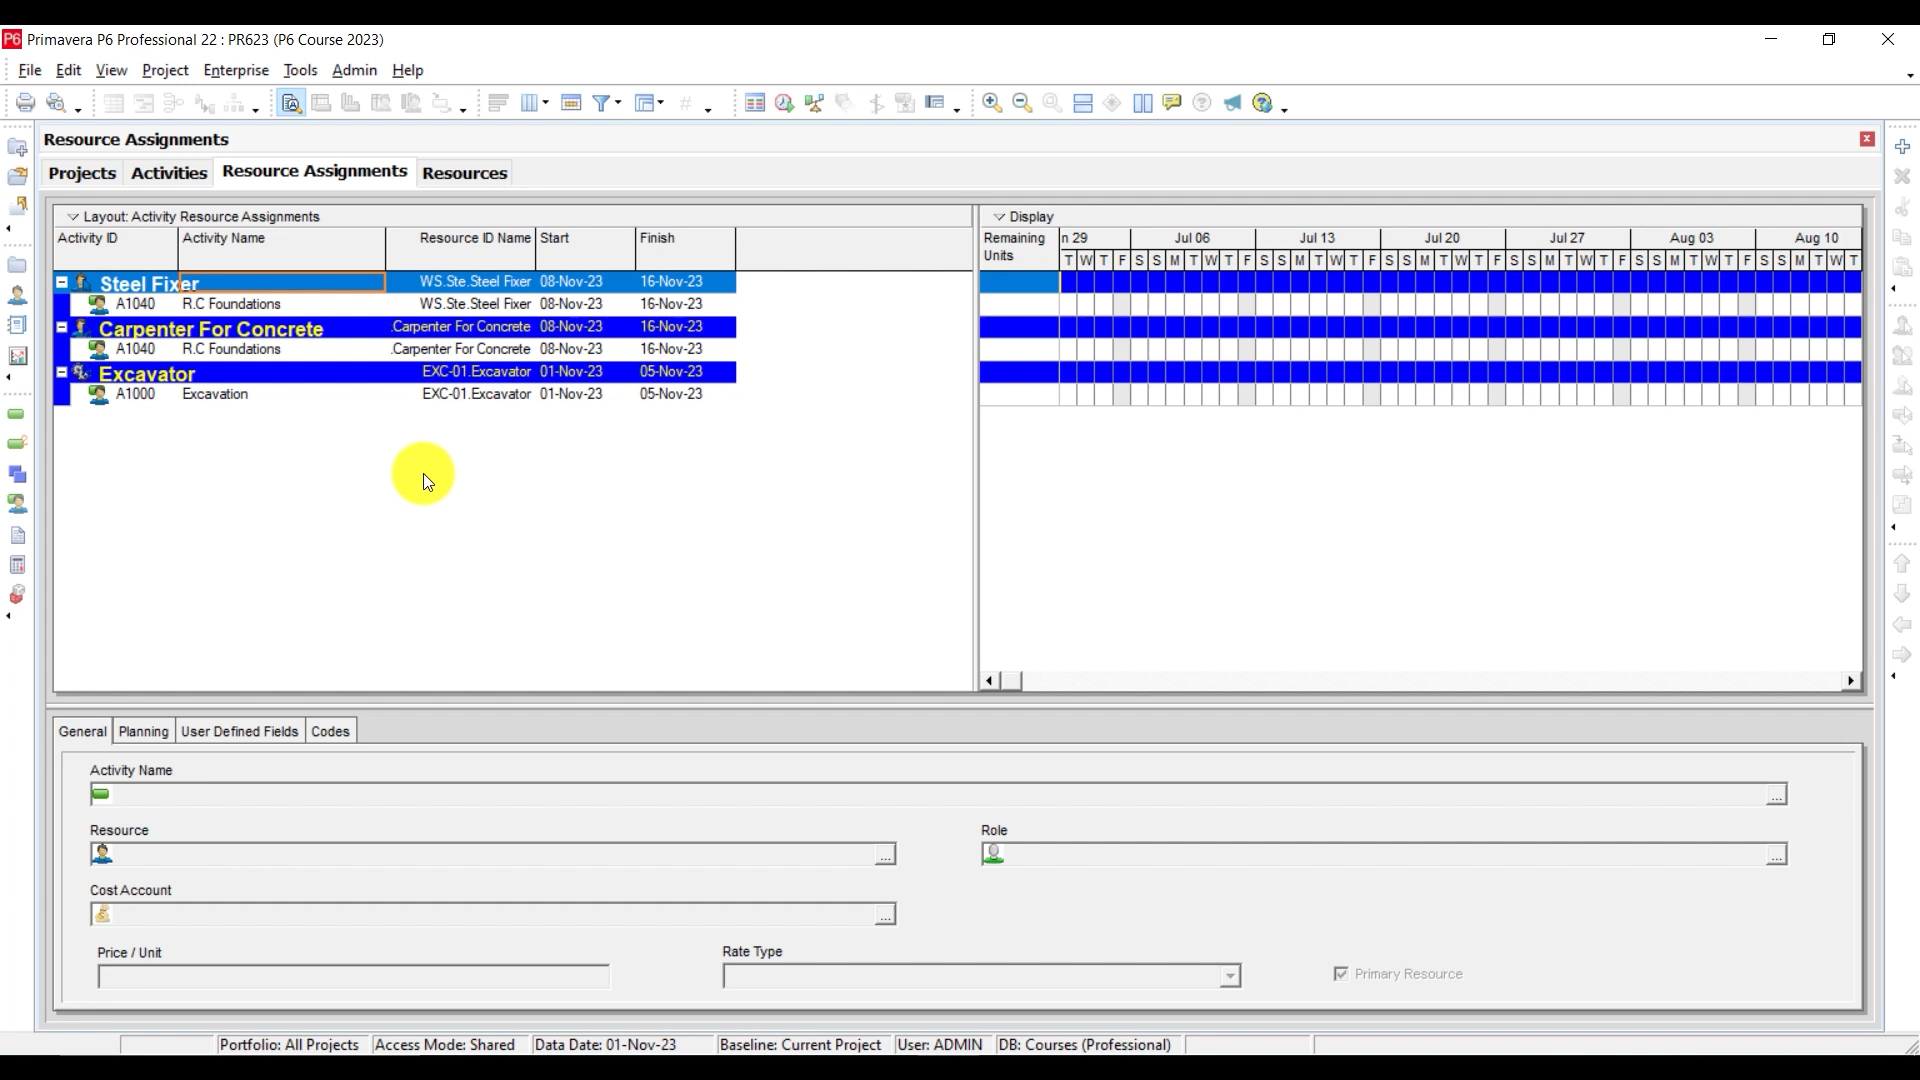 P6 Primavera P6 Professional 22 : PR623 (P6 Course 2023)
File Edit View Project Enterprise Tools Admin Help
Resource Assignments
Projects Activities Resource Assignments Resources
Layout: Activity Resource Assignments
Display
Activity ID Activity Name Resource ID Name Start Finish
Remaining Units
n 29 Jul 06 Jul 13 Jul 20 Jul 27 Aug 03 Aug 10
T W T F S S M T W T F S S M T W T F S S M T W T F S S M T W T F S S M T W T F S S M T W T
Steel Fixer WS.Ste.Steel Fixer 08-Nov-23 16-Nov-23
A1040 R.C Foundations WS.Ste.Steel Fixer 08-Nov-23 16-Nov-23
Carpenter For Concrete .Carpenter For Concrete 08-Nov-23 16-Nov-23
A1040 R.C Foundations .Carpenter For Concrete 08-Nov-23 16-Nov-23
Excavator EXC-01.Excavator 01-Nov-23 05-Nov-23
A1000 Excavation EXC-01.Excavator 01-Nov-23 05-Nov-23
General Planning User Defined Fields Codes
Activity Name
...
Resource Role
... ...
Cost Account
...
Price / Unit Rate Type
Primary Resource
Portfolio: All Projects Access Mode: Shared Data Date: 01-Nov-23 Baseline: Current Project User: ADMIN DB: Courses (Professional)